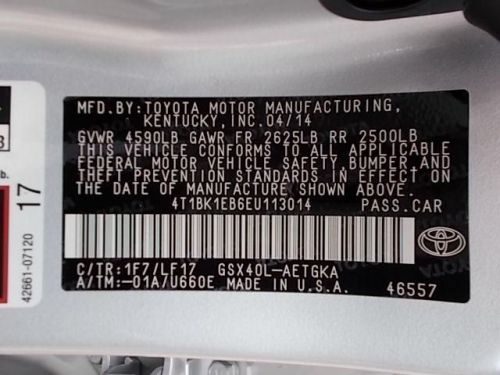 MFD.BY:TOYOTA MOTOR MANUFACTURING,
KENTUCKY, INC.04/14
GVWR 4590LB GAWR FR 2625LB RR 2500LB
THIS VEHICLE CONFORMS TO ALL APPLICABLE
FEDERAL MOTOR VEHICLE SAFETY, BUMPER AND
THEFT PREVENTION STANDARDS IN EFFECT ON
THE DATE OF MANUFACTURE SHOWN ABOVE.
4T1BK1EB6EU113014 PASS.CAR
TOYOTA
C/TR:1F7/LF17 GSX40L-AETGKA
A/TM:-01A/U660E MADE IN U.S.A. 46557
17
42661-07120